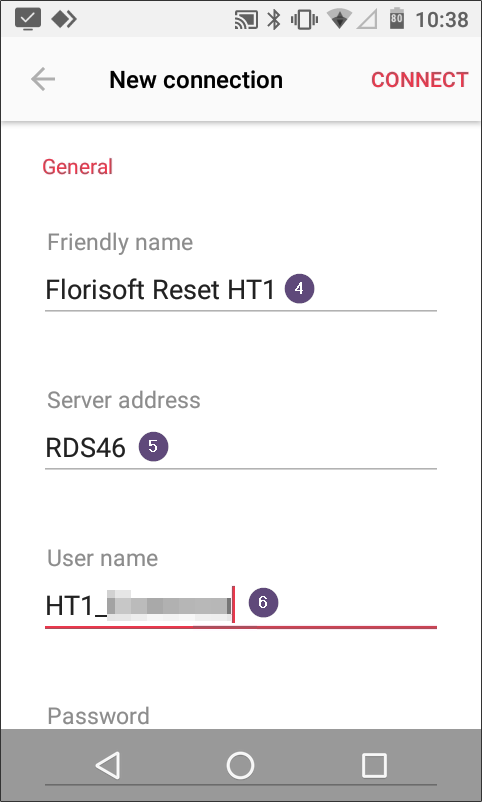 80 10:38
New connection CONNECT
General
Friendly name
Florisoft Reset HT1 4
Server address
RDS46 5
User name
HT1_ 6
Password